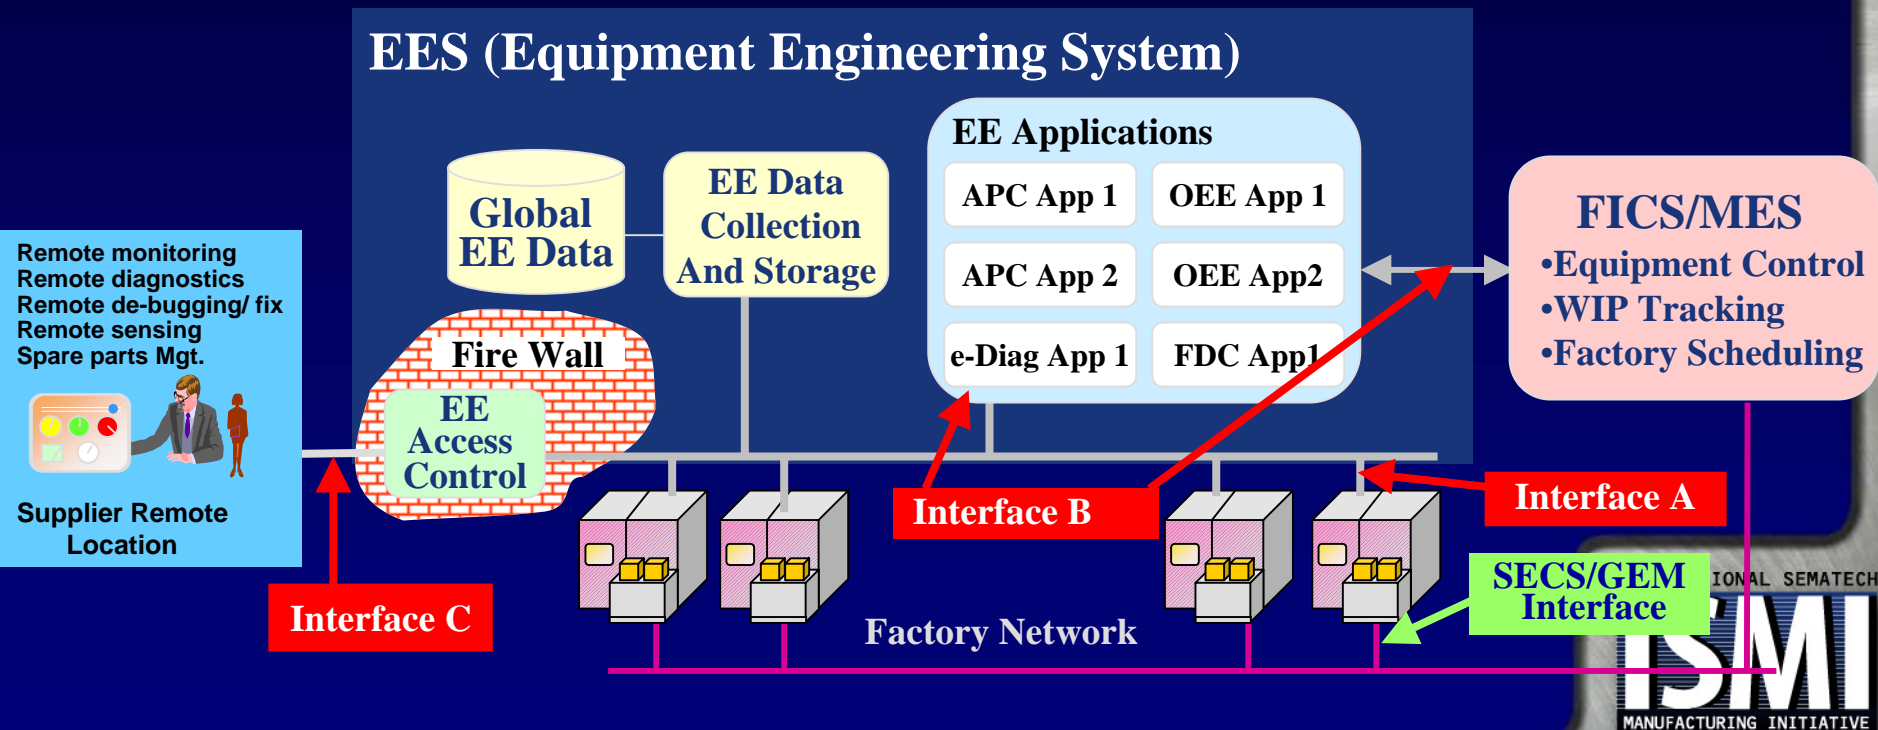 EES (Equipment Engineering System)
EE Applications
APC App 1
OEE App 1
APC App 2
OEE App2
e-Diag App 1
FDC App1
Global
EE Data
EE Data
Collection
And Storage
FICS/MES
•Equipment Control
•WIP Tracking
•Factory Scheduling
Remote monitoring
Remote diagnostics
Remote de-bugging/ fix
Remote sensing
Spare parts Mgt.
Supplier Remote
Location
Fire Wall
EE
Access
Control
Interface B
Interface A
Interface C
SECS/GEM
Interface
Factory Network
IONAL SEMATECH
ISMI
MANUFACTURING INITIATIVE